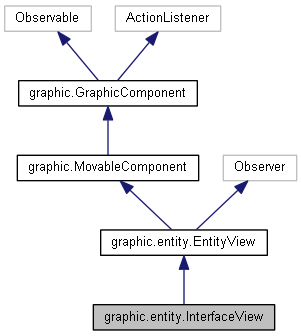 Observable
ActionListener
graphic.GraphicComponent
graphic.MovableComponent
Observer
graphic.entity.EntityView
graphic.entity.InterfaceView